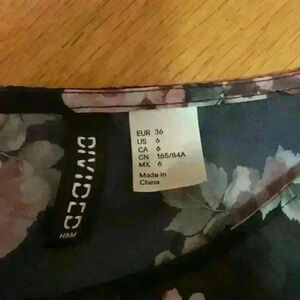 DIVIDED
H&M
EUR 36
US 6
CA 6
CN 165/84A
MX 6
Made in
China